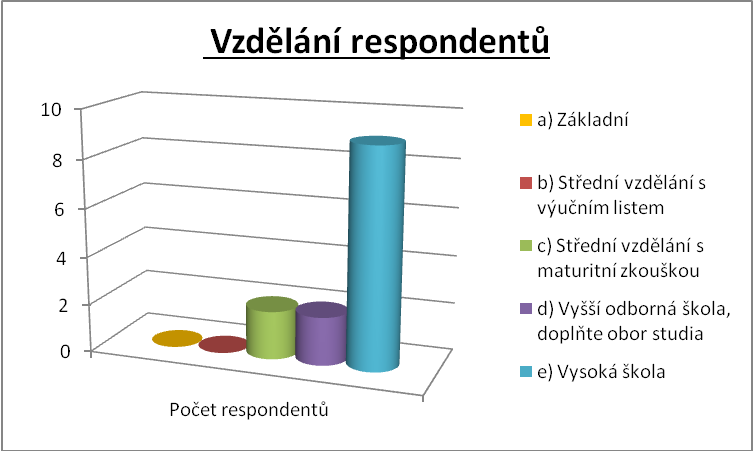 Vzdělání respondentů
10
8
6
4
2
0
Počet respondentů
a) Základní
b) Střední vzdělání s
výučním listem
c) Střední vzdělání s
maturitní zkouškou
d) Vyšší odborná škola,
doplňte obor studia
e) Vysoká škola